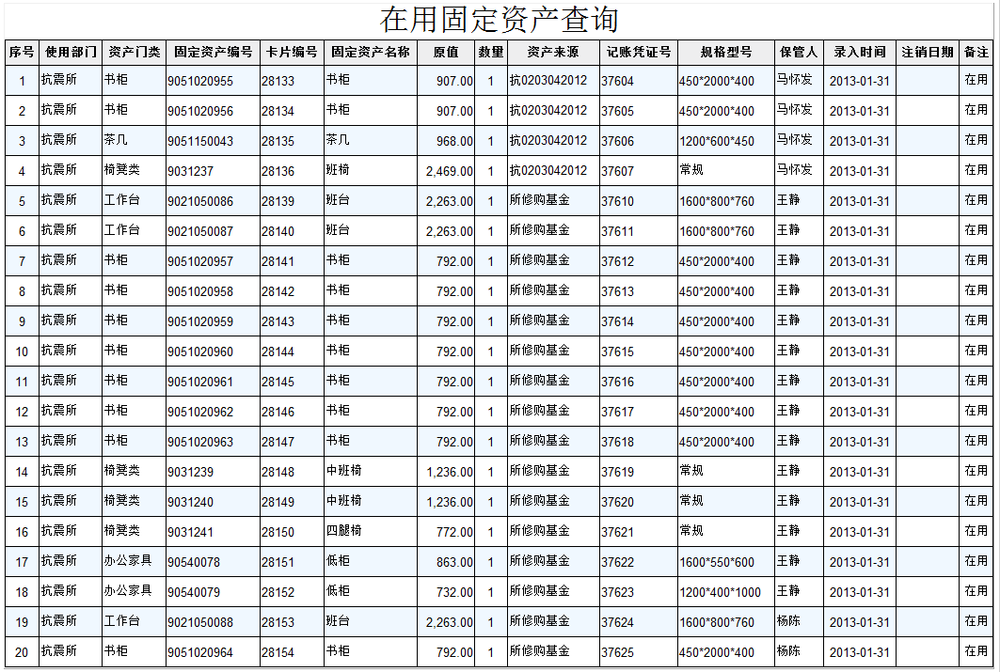 在用固定资产查询
序号 使用部门 资产门类 固定资产编号 卡片编号 固定资产名称 原值 数量 资产来源 记账凭证号 规格型号 保管人 录入时间 注销日期 备注
1 抗震所 书柜 9051020955 28133 书柜 907.00 1 抗0203042012 37604 450*2000*400 马怀发 2013-01-31 在用
2 抗震所 书柜 9051020956 28134 书柜 907.00 1 抗0203042012 37605 450*2000*400 马怀发 2013-01-31 在用
3 抗震所 茶几 9051150043 28135 茶几 968.00 1 抗0203042012 37606 1200*600*450 马怀发 2013-01-31 在用
4 抗震所 椅凳类 9031237 28136 班椅 2,469.00 1 抗0203042012 37607 常规 马怀发 2013-01-31 在用
5 抗震所 工作台 9021050086 28139 班台 2,263.00 1 所修购基金 37610 1600*800*760 王静 2013-01-31 在用
6 抗震所 工作台 9021050087 28140 班台 2,263.00 1 所修购基金 37611 1600*800*760 王静 2013-01-31 在用
7 抗震所 书柜 9051020957 28141 书柜 792.00 1 所修购基金 37612 450*2000*400 王静 2013-01-31 在用
8 抗震所 书柜 9051020958 28142 书柜 792.00 1 所修购基金 37613 450*2000*400 王静 2013-01-31 在用
9 抗震所 书柜 9051020959 28143 书柜 792.00 1 所修购基金 37614 450*2000*400 王静 2013-01-31 在用
10 抗震所 书柜 9051020960 28144 书柜 792.00 1 所修购基金 37615 450*2000*400 王静 2013-01-31 在用
11 抗震所 书柜 9051020961 28145 书柜 792.00 1 所修购基金 37616 450*2000*400 王静 2013-01-31 在用
12 抗震所 书柜 9051020962 28146 书柜 792.00 1 所修购基金 37617 450*2000*400 王静 2013-01-31 在用
13 抗震所 书柜 9051020963 28147 书柜 792.00 1 所修购基金 37618 450*2000*400 王静 2013-01-31 在用
14 抗震所 椅凳类 9031239 28148 中班椅 1,236.00 1 所修购基金 37619 常规 王静 2013-01-31 在用
15 抗震所 椅凳类 9031240 28149 中班椅 1,236.00 1 所修购基金 37620 常规 王静 2013-01-31 在用
16 抗震所 椅凳类 9031241 28150 四腿椅 772.00 1 所修购基金 37621 常规 王静 2013-01-31 在用
17 抗震所 办公家具 90540078 28151 低柜 863.00 1 所修购基金 37622 1600*550*600 王静 2013-01-31 在用
18 抗震所 办公家具 90540079 28152 低柜 732.00 1 所修购基金 37623 1200*400*1000 王静 2013-01-31 在用
19 抗震所 工作台 9021050088 28153 班台 2,263.00 1 所修购基金 37624 1600*800*760 杨陈 2013-01-31 在用
20 抗震所 书柜 9051020964 28154 书柜 792.00 1 所修购基金 37625 450*2000*400 杨陈 2013-01-31 在用